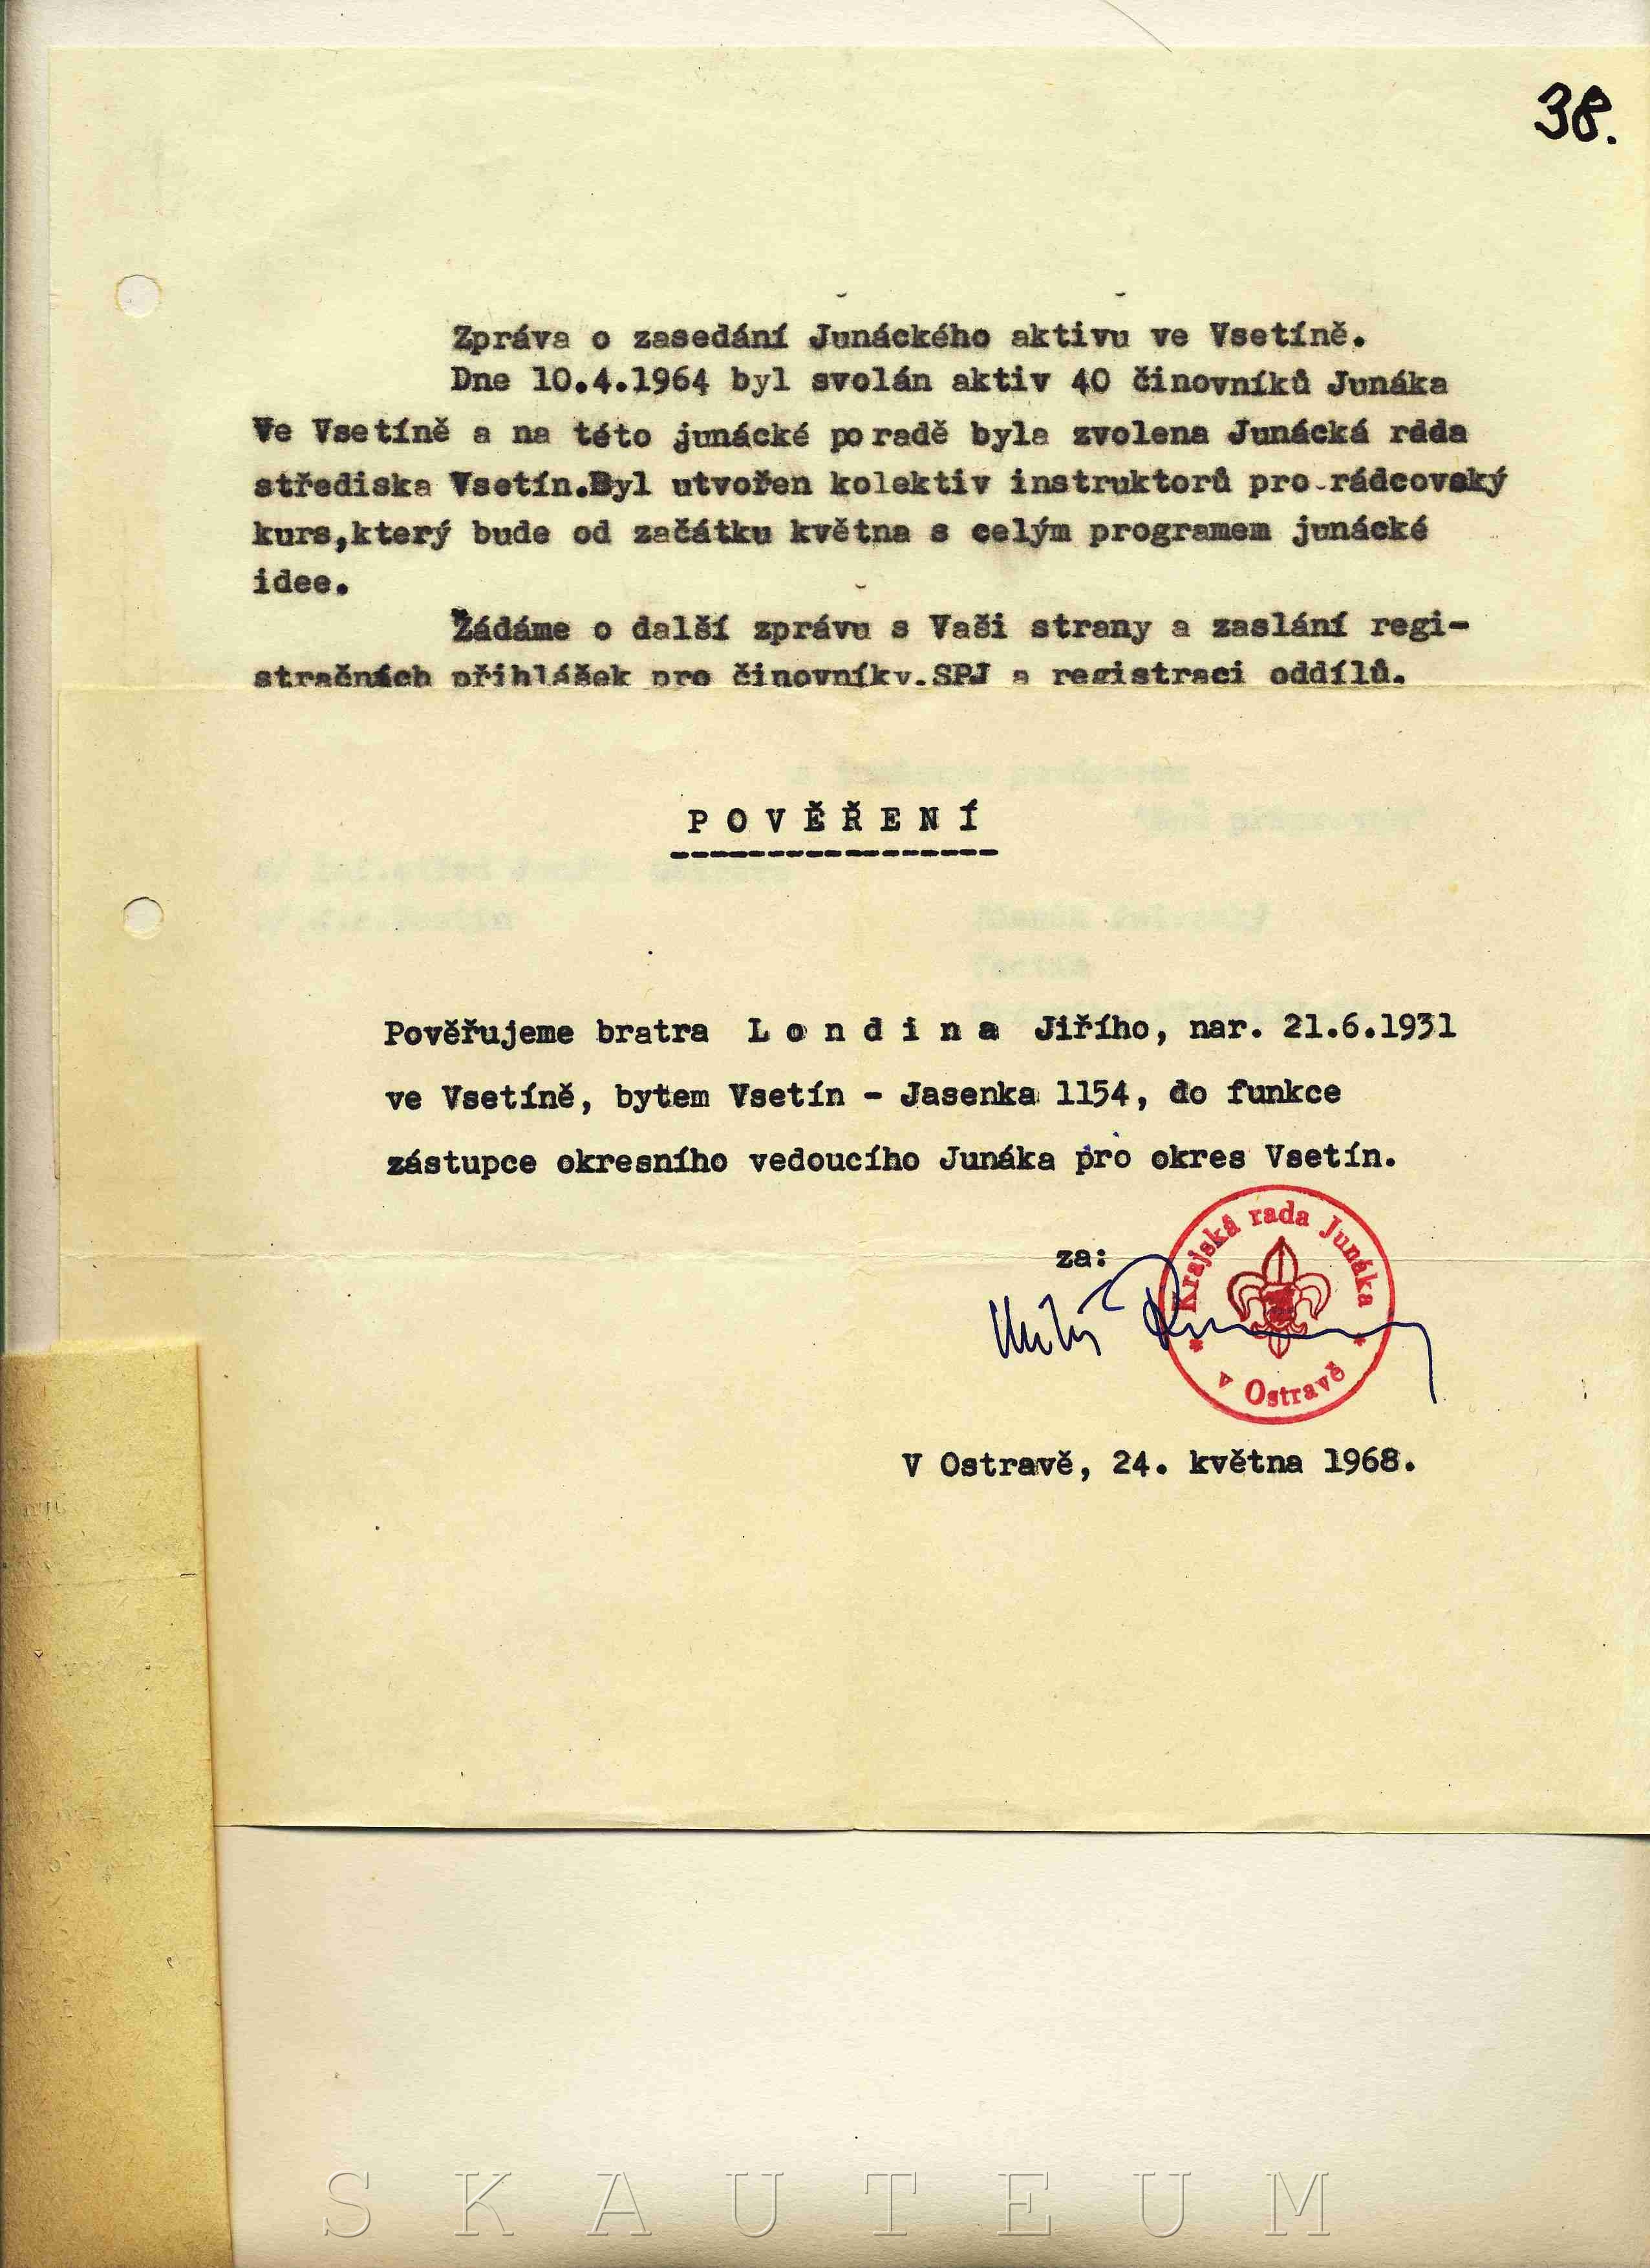 38.
Zpráva o zasedání Junáckého aktivu ve Vsetíně.
Dne 10.4.1964 byl svolán aktiv 40 činovníků Junáka
Ve Vsetíně a na této junácké po radě byla zvolena Junácká rada
střediska Vsetín.Byl utvořen kolektiv instruktorů pro rádcovský
kurs,který bude od začátku května s celým programem junácké
idee.
Žádáme o další zprávu s Vaši strany a zaslání regi-
stračních přihlášek pro činovníky.SPJ a registraci oddílů.
POVĚŘENÍ
Pověřujeme bratra L o n d i n a Jiřího, nar. 21.6.1931
ve Vsetíně, bytem Vsetín - Jasenka 1154, do funkce
zástupce okresního vedoucího Junáka pro okres Vsetín.
za:
Krajská rada Junáka
* v Ostravě *
V Ostravě, 24. května 1968.
SKAUTEUM